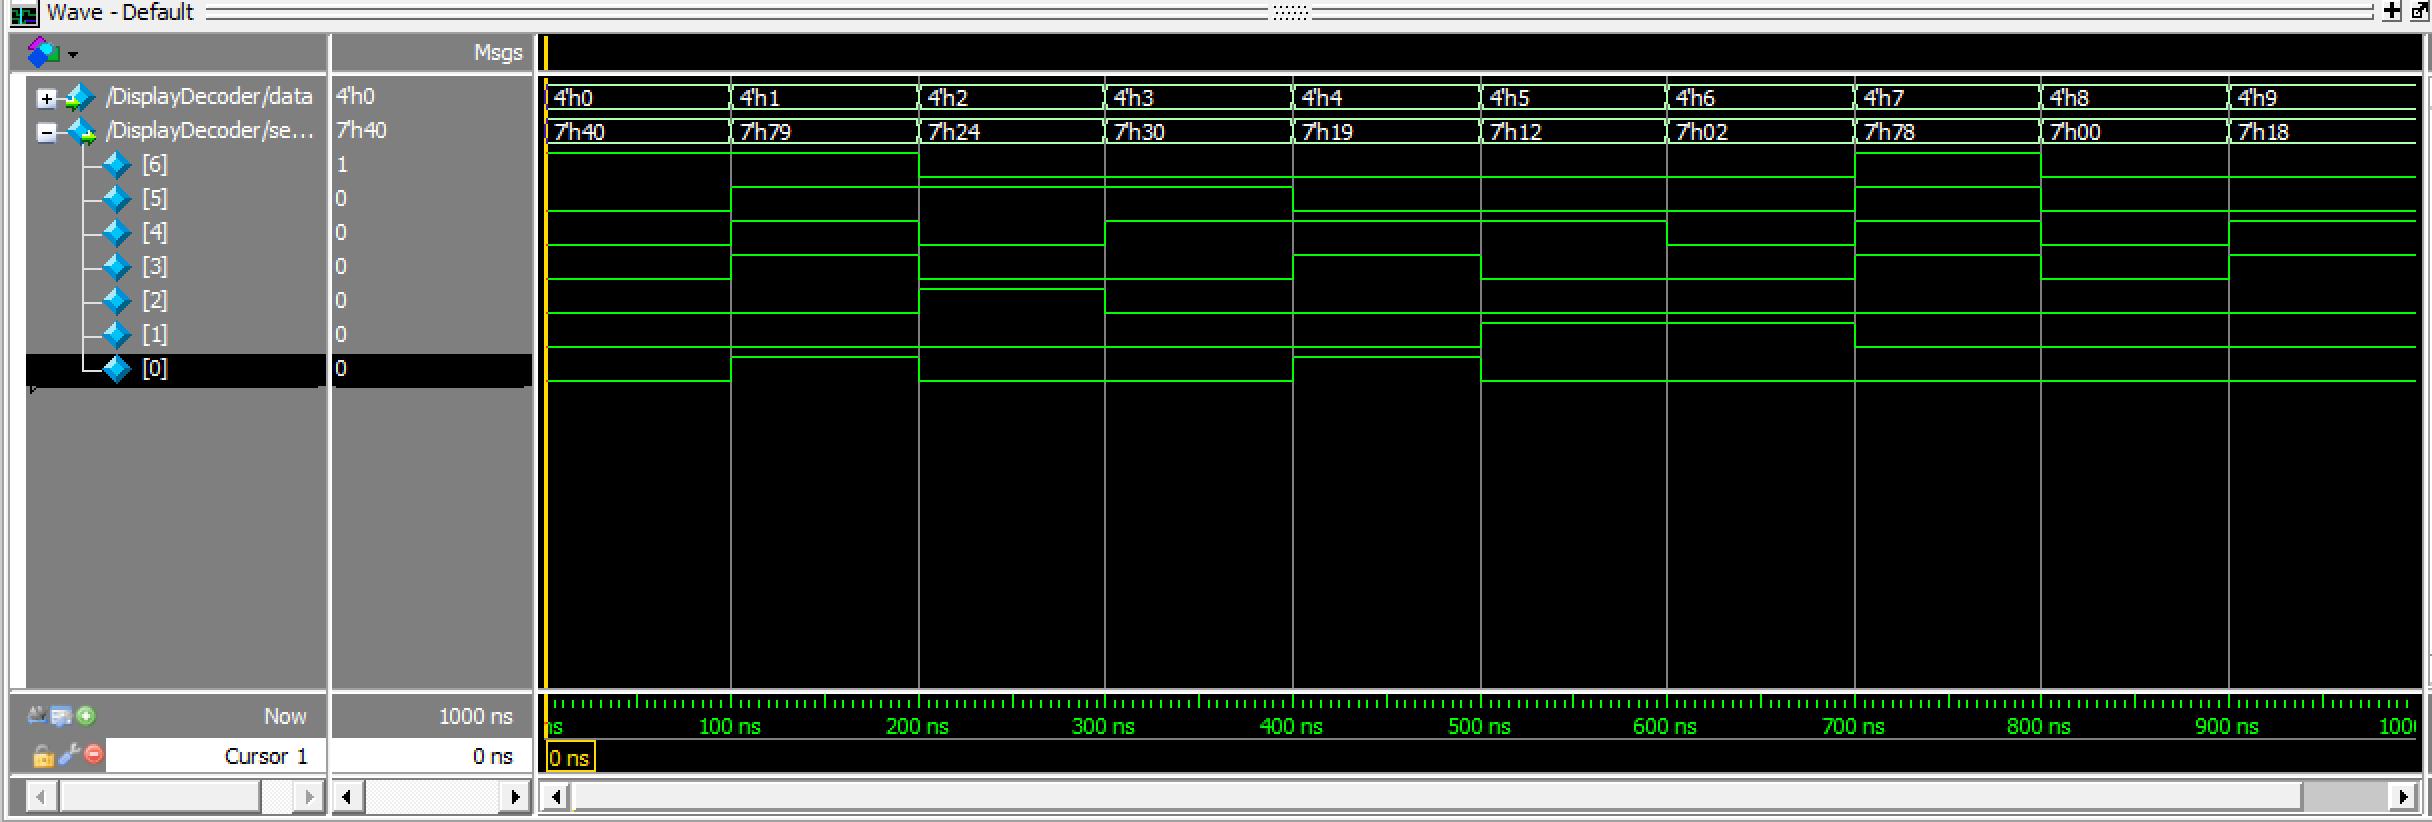 Wave - Default
Msgs
/DisplayDecoder/data 4'h0 4'h0 4'h1 4'h2 4'h3 4'h4 4'h5 4'h6 4'h7 4'h8 4'h9
/DisplayDecoder/se... 7'h40 7'h40 7'h79 7'h24 7'h30 7'h19 7'h12 7'h02 7'h78 7'h00 7'h18
[6] 1
[5] 0
[4] 0
[3] 0
[2] 0
[1] 0
[0] 0
Now 1000 ns ns 100 ns 200 ns 300 ns 400 ns 500 ns 600 ns 700 ns 800 ns 900 ns 100
Cursor 1 0 ns 0 ns